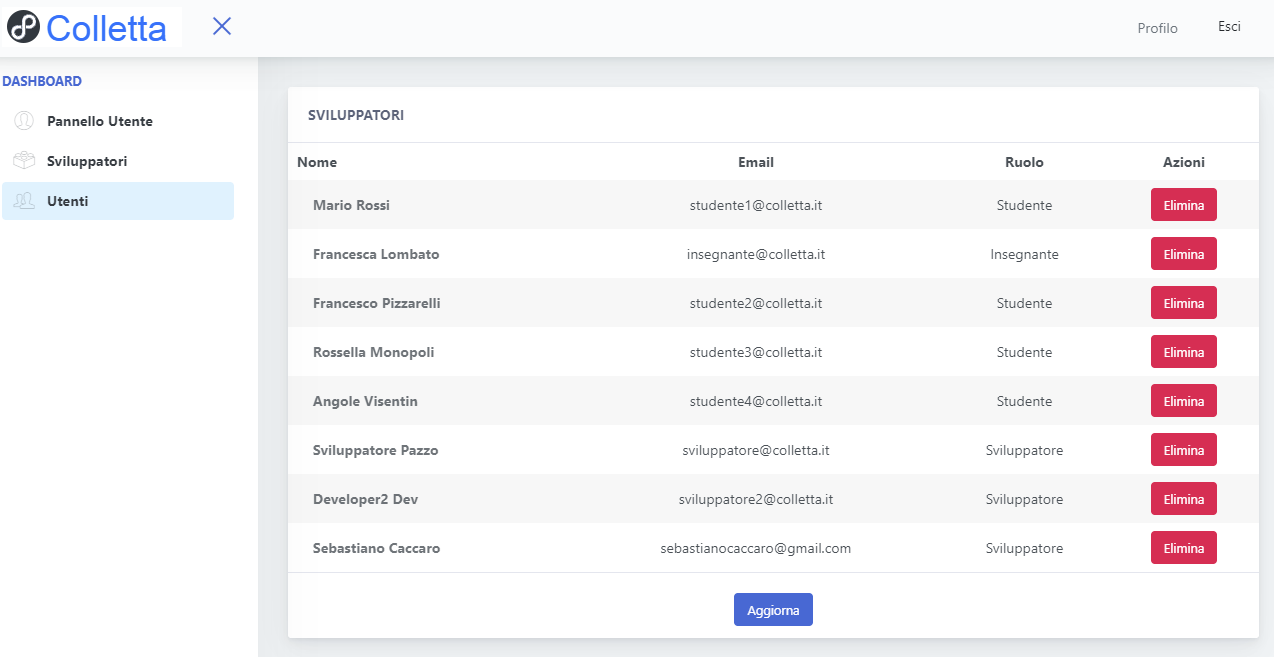 Colletta
Profilo Esci
DASHBOARD
Pannello Utente
Sviluppatori
Utenti
SVILUPPATORI
Nome Email Ruolo Azioni
Mario Rossi studente1@colletta.it Studente Elimina
Francesca Lombato insegnante@colletta.it Insegnante Elimina
Francesco Pizzarelli studente2@colletta.it Studente Elimina
Rossella Monopoli studente3@colletta.it Studente Elimina
Angole Visentin studente4@colletta.it Studente Elimina
Sviluppatore Pazzo sviluppatore@colletta.it Sviluppatore Elimina
Developer2 Dev sviluppatore2@colletta.it Sviluppatore Elimina
Sebastiano Caccaro sebastianocaccaro@gmail.com Sviluppatore Elimina
Aggiorna